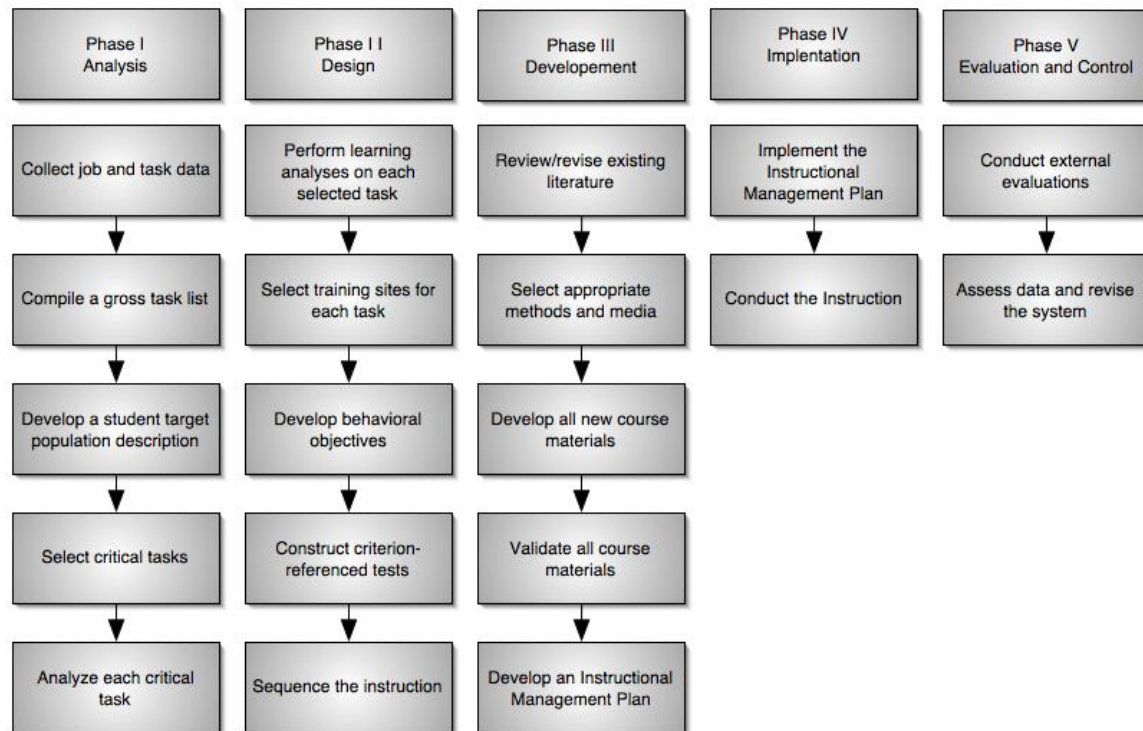 Phase I
Analysis
Phase I I
Design
Phase III
Developement
Phase IV
Implentation
Phase V
Evaluation and Control
Collect job and task data
Compile a gross task list
Develop a student target
population description
Select critical tasks
Analyze each critical
task
Perform learning
analyses on each
selected task
Select training sites for
each task
Develop behavioral
objectives
Construct criterion-
referenced tests
Sequence the instruction
Review/revise existing
literature
Select appropriate
methods and media
Develop all new course
materials
Validate all course
materials
Develop an Instructional
Management Plan
Implement the
Instructional
Management Plan
Conduct the Instruction
Conduct external
evaluations
Assess data and revise
the system